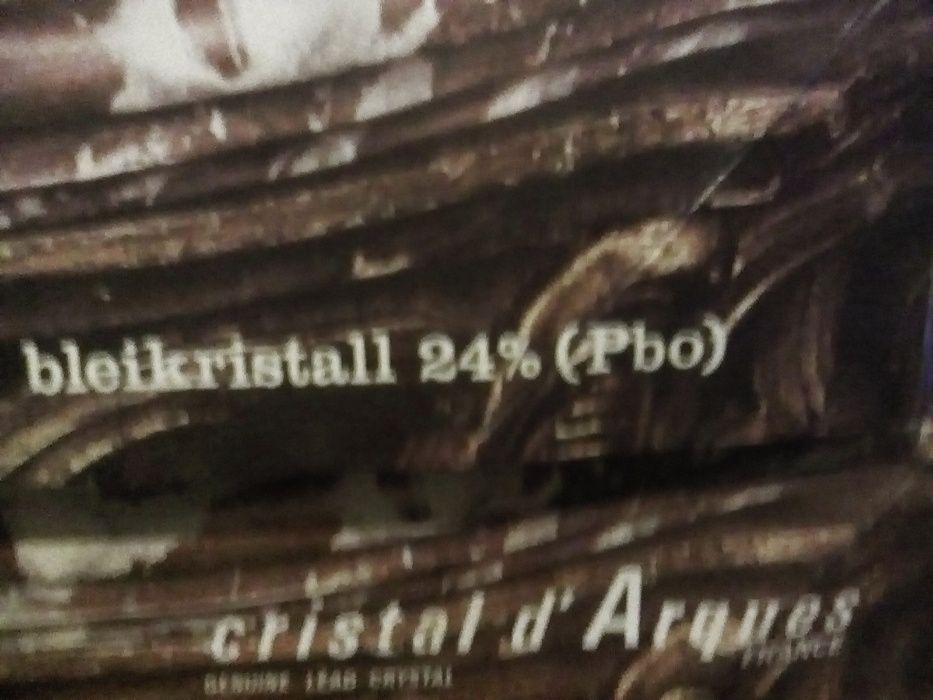 bleikristall 24% (Pbo)
cristal d'Arques
FRANCE
GENUINE LEAD CRYSTAL